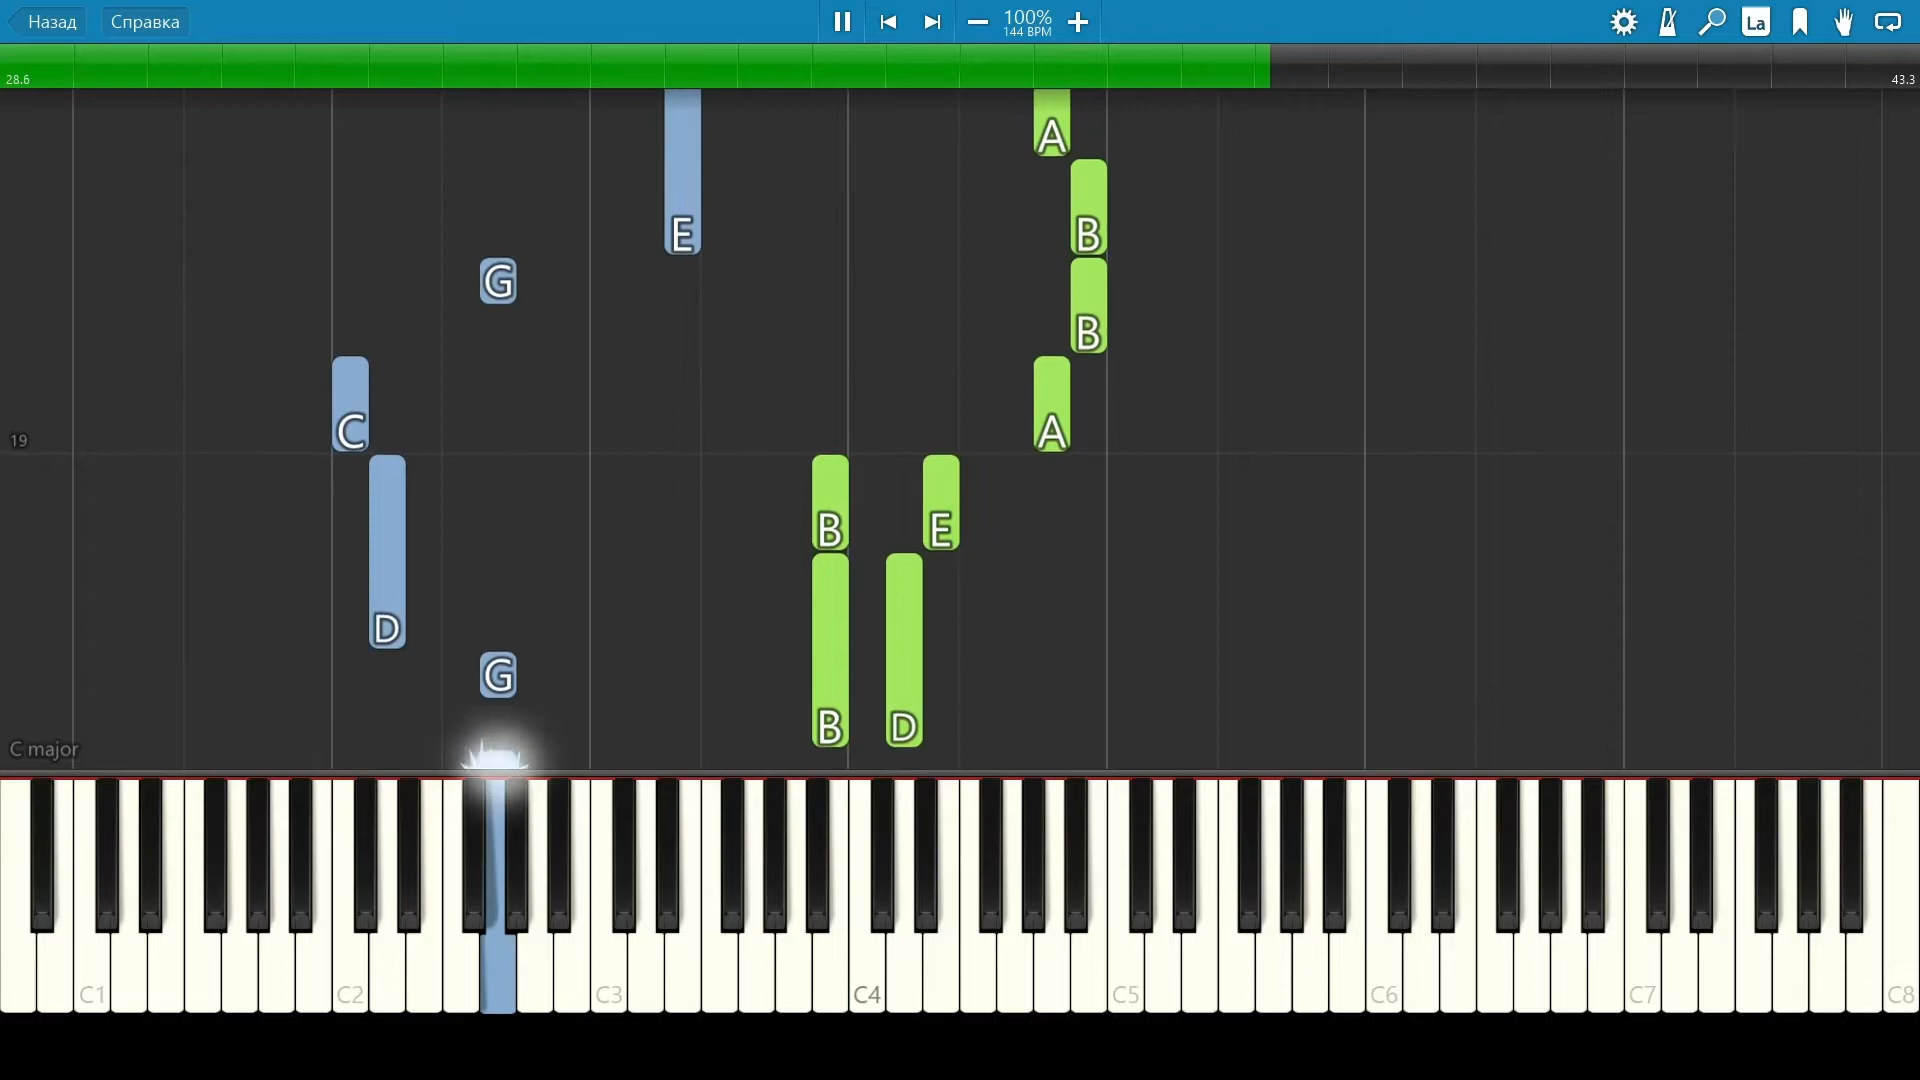 Назад Справка 100% La
144 BPM
28.6 43.3
A
E B
G B
C A
19
B E
D
G
B D
C major
C1 C2 C3 C4 C5 C6 C7 C8